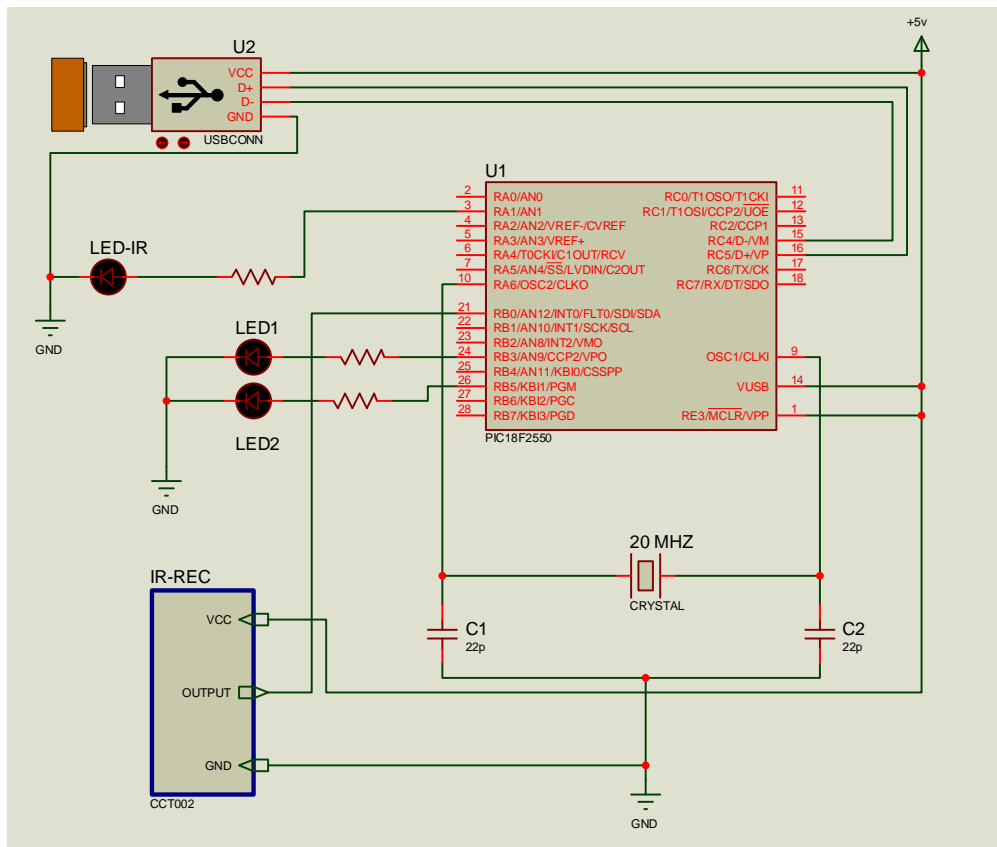 +5v
U2
VCC
D+
D-
GND
USBCONN
U1
2 RA0/AN0 RC0/T1OSO/T1CKI 11
3 RA1/AN1 RC1/T1OSI/CCP2/UOE 12
4 RA2/AN2/VREF-/CVREF RC2/CCP1 13
5 RA3/AN3/VREF+ RC4/D-/VM 15
6 RA4/T0CKI/C1OUT/RCV RC5/D+/VP 16
7 RA5/AN4/SS/LVDIN/C2OUT RC6/TX/CK 17
10 RA6/OSC2/CLKO RC7/RX/DT/SDO 18
21 RB0/AN12/INT0/FLT0/SDI/SDA
22 RB1/AN10/INT1/SCK/SCL
23 RB2/AN8/INT2/VMO
24 RB3/AN9/CCP2/VPO OSC1/CLKI 9
25 RB4/AN11/KBI0/CSSPP
26 RB5/KBI1/PGM VUSB 14
27 RB6/KBI2/PGC
28 RB7/KBI3/PGD RE3/MCLR/VPP 1
PIC18F2550
LED-IR
GND
LED1
LED2
GND
20 MHZ
CRYSTAL
IR-REC
VCC
OUTPUT
GND
CCT002
C1
22p
C2
22p
GND